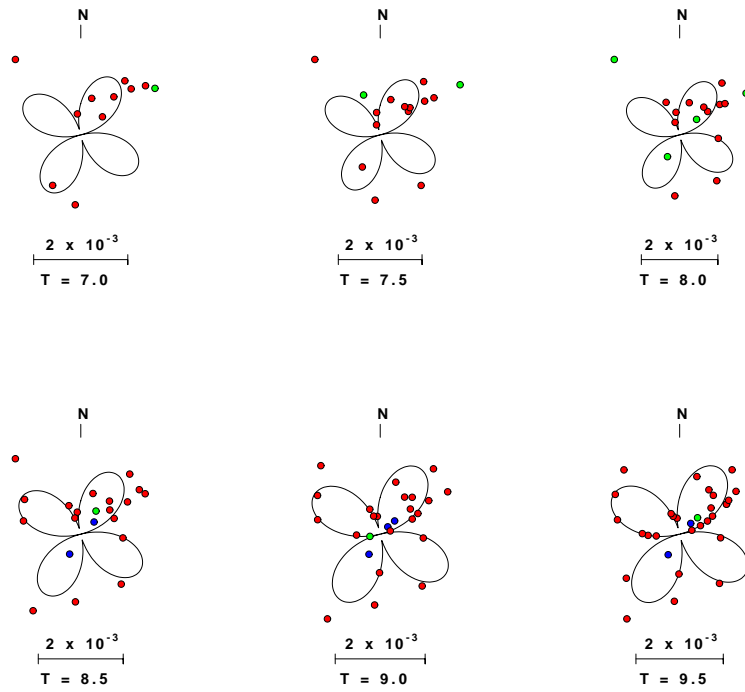 N N N
2 x 10-3 2 x 10-3 2 x 10-3
T = 7.0 T = 7.5 T = 8.0
N N N
2 x 10-3 2 x 10-3 2 x 10-3
T = 8.5 T = 9.0 T = 9.5